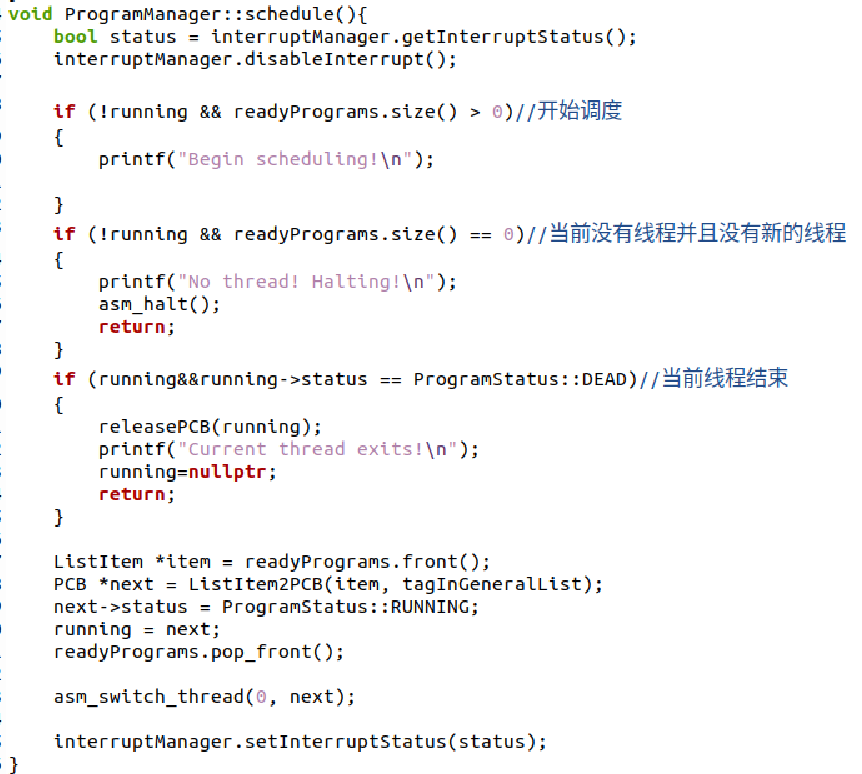 void ProgramManager::schedule(){
    bool status = interruptManager.getInterruptStatus();
    interruptManager.disableInterrupt();

    if (!running && readyPrograms.size() > 0)//开始调度
    {
        printf("Begin scheduling!\n");

    }
    if (!running && readyPrograms.size() == 0)//当前没有线程并且没有新的线程
    {
        printf("No thread! Halting!\n");
        asm_halt();
        return;
    }
    if (running&&running->status == ProgramStatus::DEAD)//当前线程结束
    {
        releasePCB(running);
        printf("Current thread exits!\n");
        running=nullptr;
        return;
    }

    ListItem *item = readyPrograms.front();
    PCB *next = ListItem2PCB(item, tagInGeneralList);
    next->status = ProgramStatus::RUNNING;
    running = next;
    readyPrograms.pop_front();

    asm_switch_thread(0, next);

    interruptManager.setInterruptStatus(status);
}